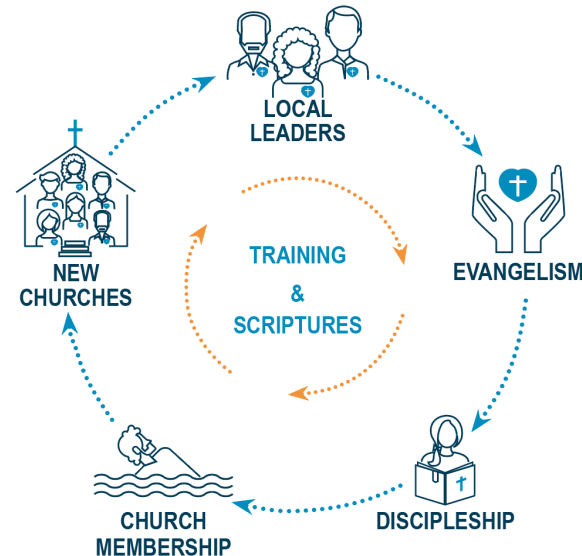 LOCAL
LEADERS
EVANGELISM
DISCIPLESHIP
CHURCH
MEMBERSHIP
NEW
CHURCHES
TRAINING
&
SCRIPTURES